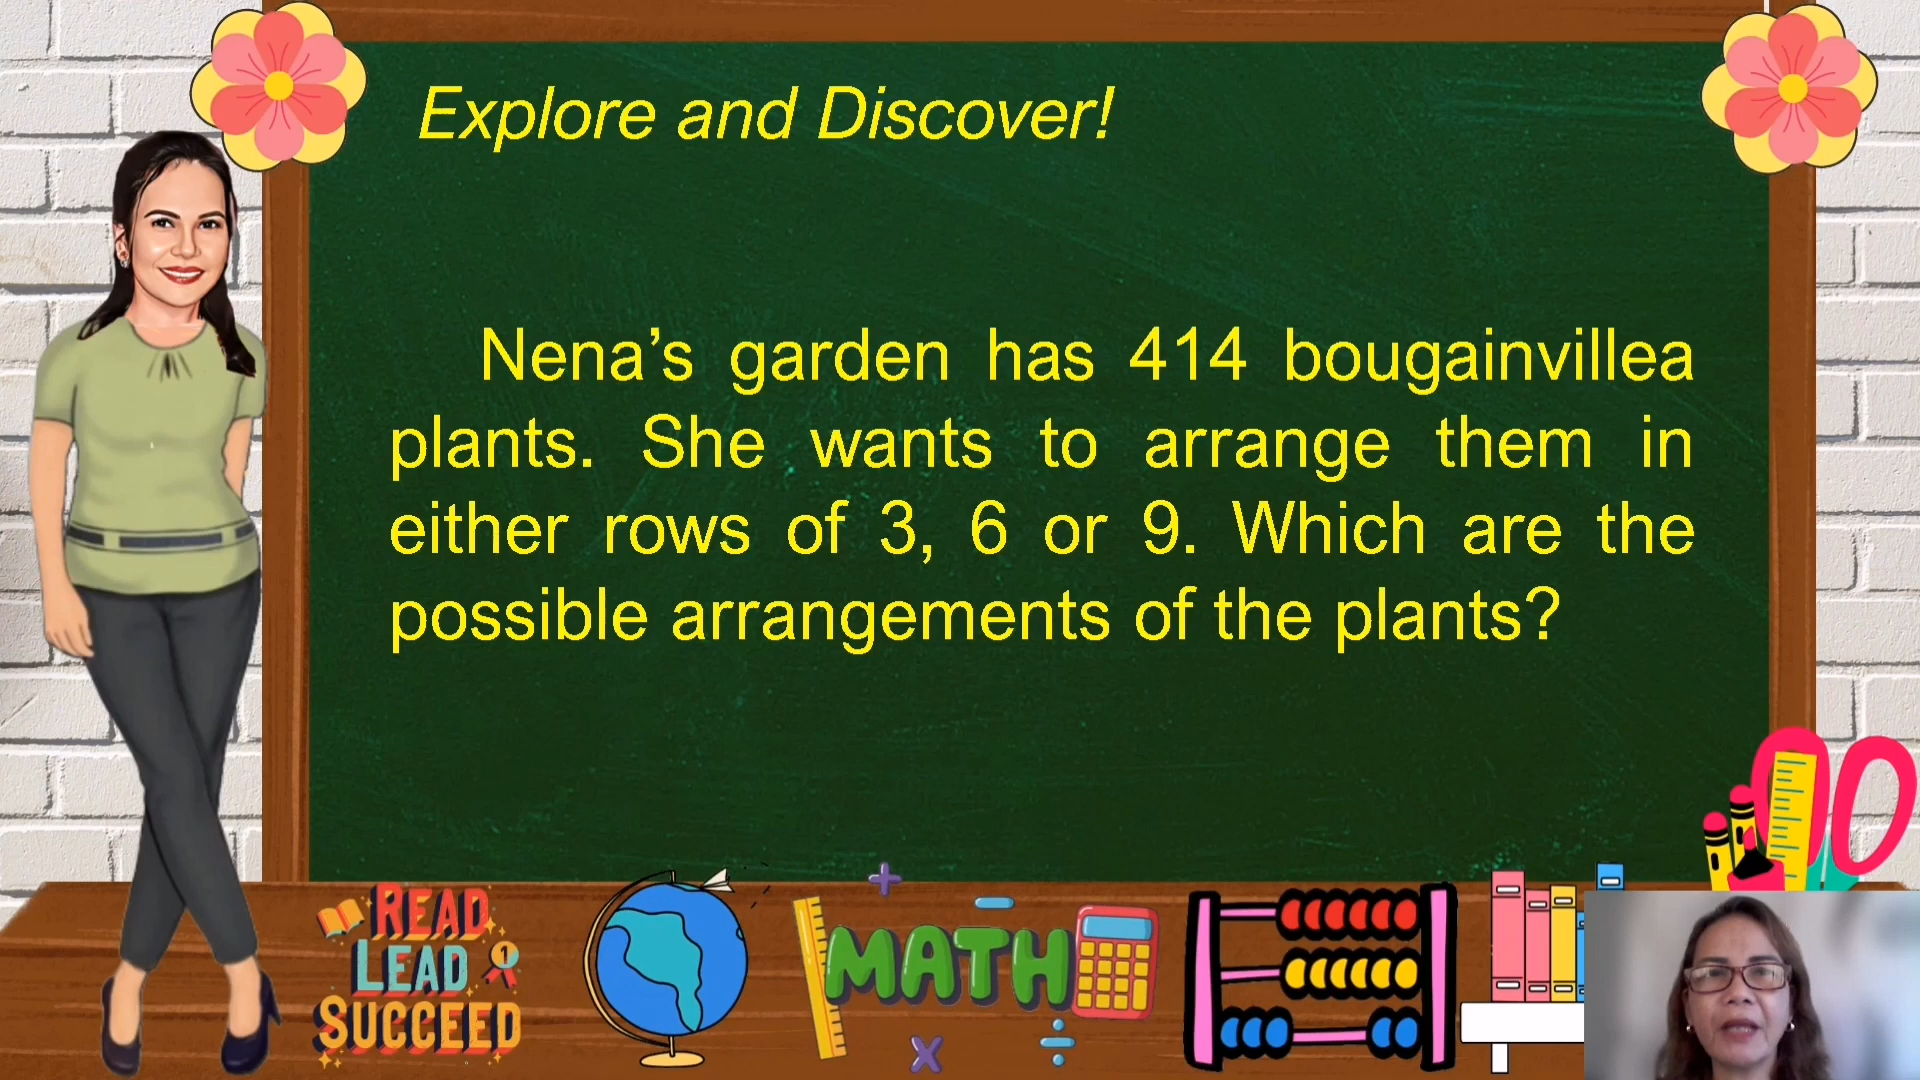 Explore and Discover!
Nena’s garden has 414 bougainvillea
plants. She wants to arrange them in
either rows of 3, 6 or 9. Which are the
possible arrangements of the plants?
READ
LEAD
1
SUCCEED
MATH